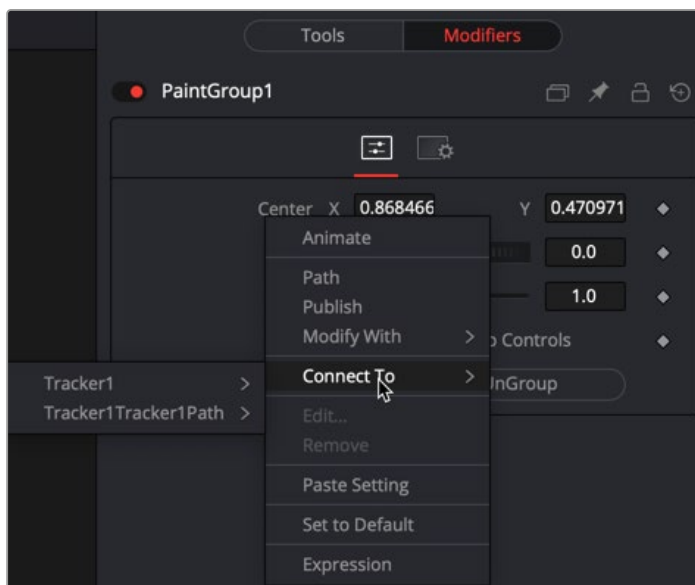 Tools Modifiers
PaintGroup1
Center X 0.868466 Y 0.470971
Animate
0.0
Path
Publish
1.0
Modify With >
Controls
Connect To >
UnGroup
Tracker1 >
Tracker1Tracker1Path >
Edit...
Remove
Paste Setting
Set to Default
Expression